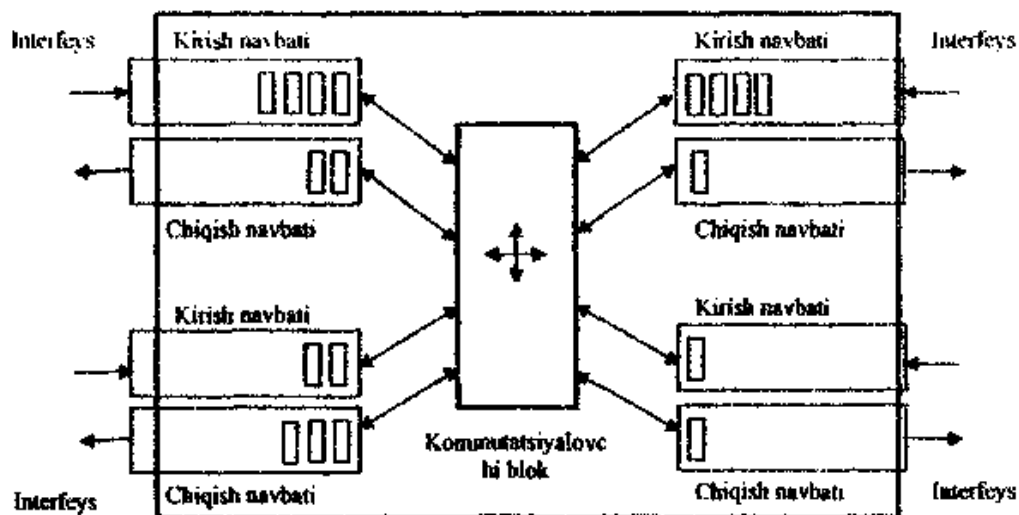 Interfeys
Kirish navbati
Kirish navbati
Interfeys
Chiqish navbati
Chiqish navbati
Kirish navbati
Kirish navbati
Kommutatsiyalovc
hi blok
Chiqish navbati
Chiqish navbati
Interfeys
Interfeys